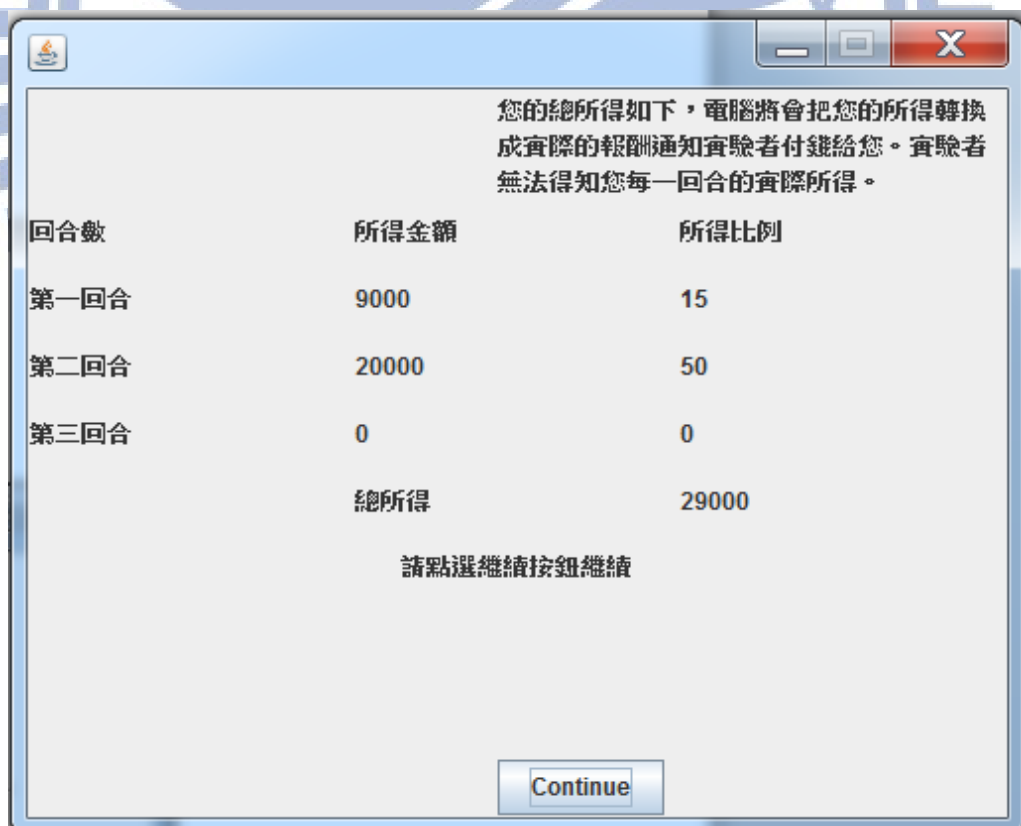 您的總所得如下，電腦將會把您的所得轉換
成實際的報酬通知實驗者付錢給您。實驗者
無法得知您每一回合的實際所得。
回合數 所得金額 所得比例
第一回合 9000 15
第二回合 20000 50
第三回合 0 0
總所得 29000
請點選繼續按鈕繼續
Continue